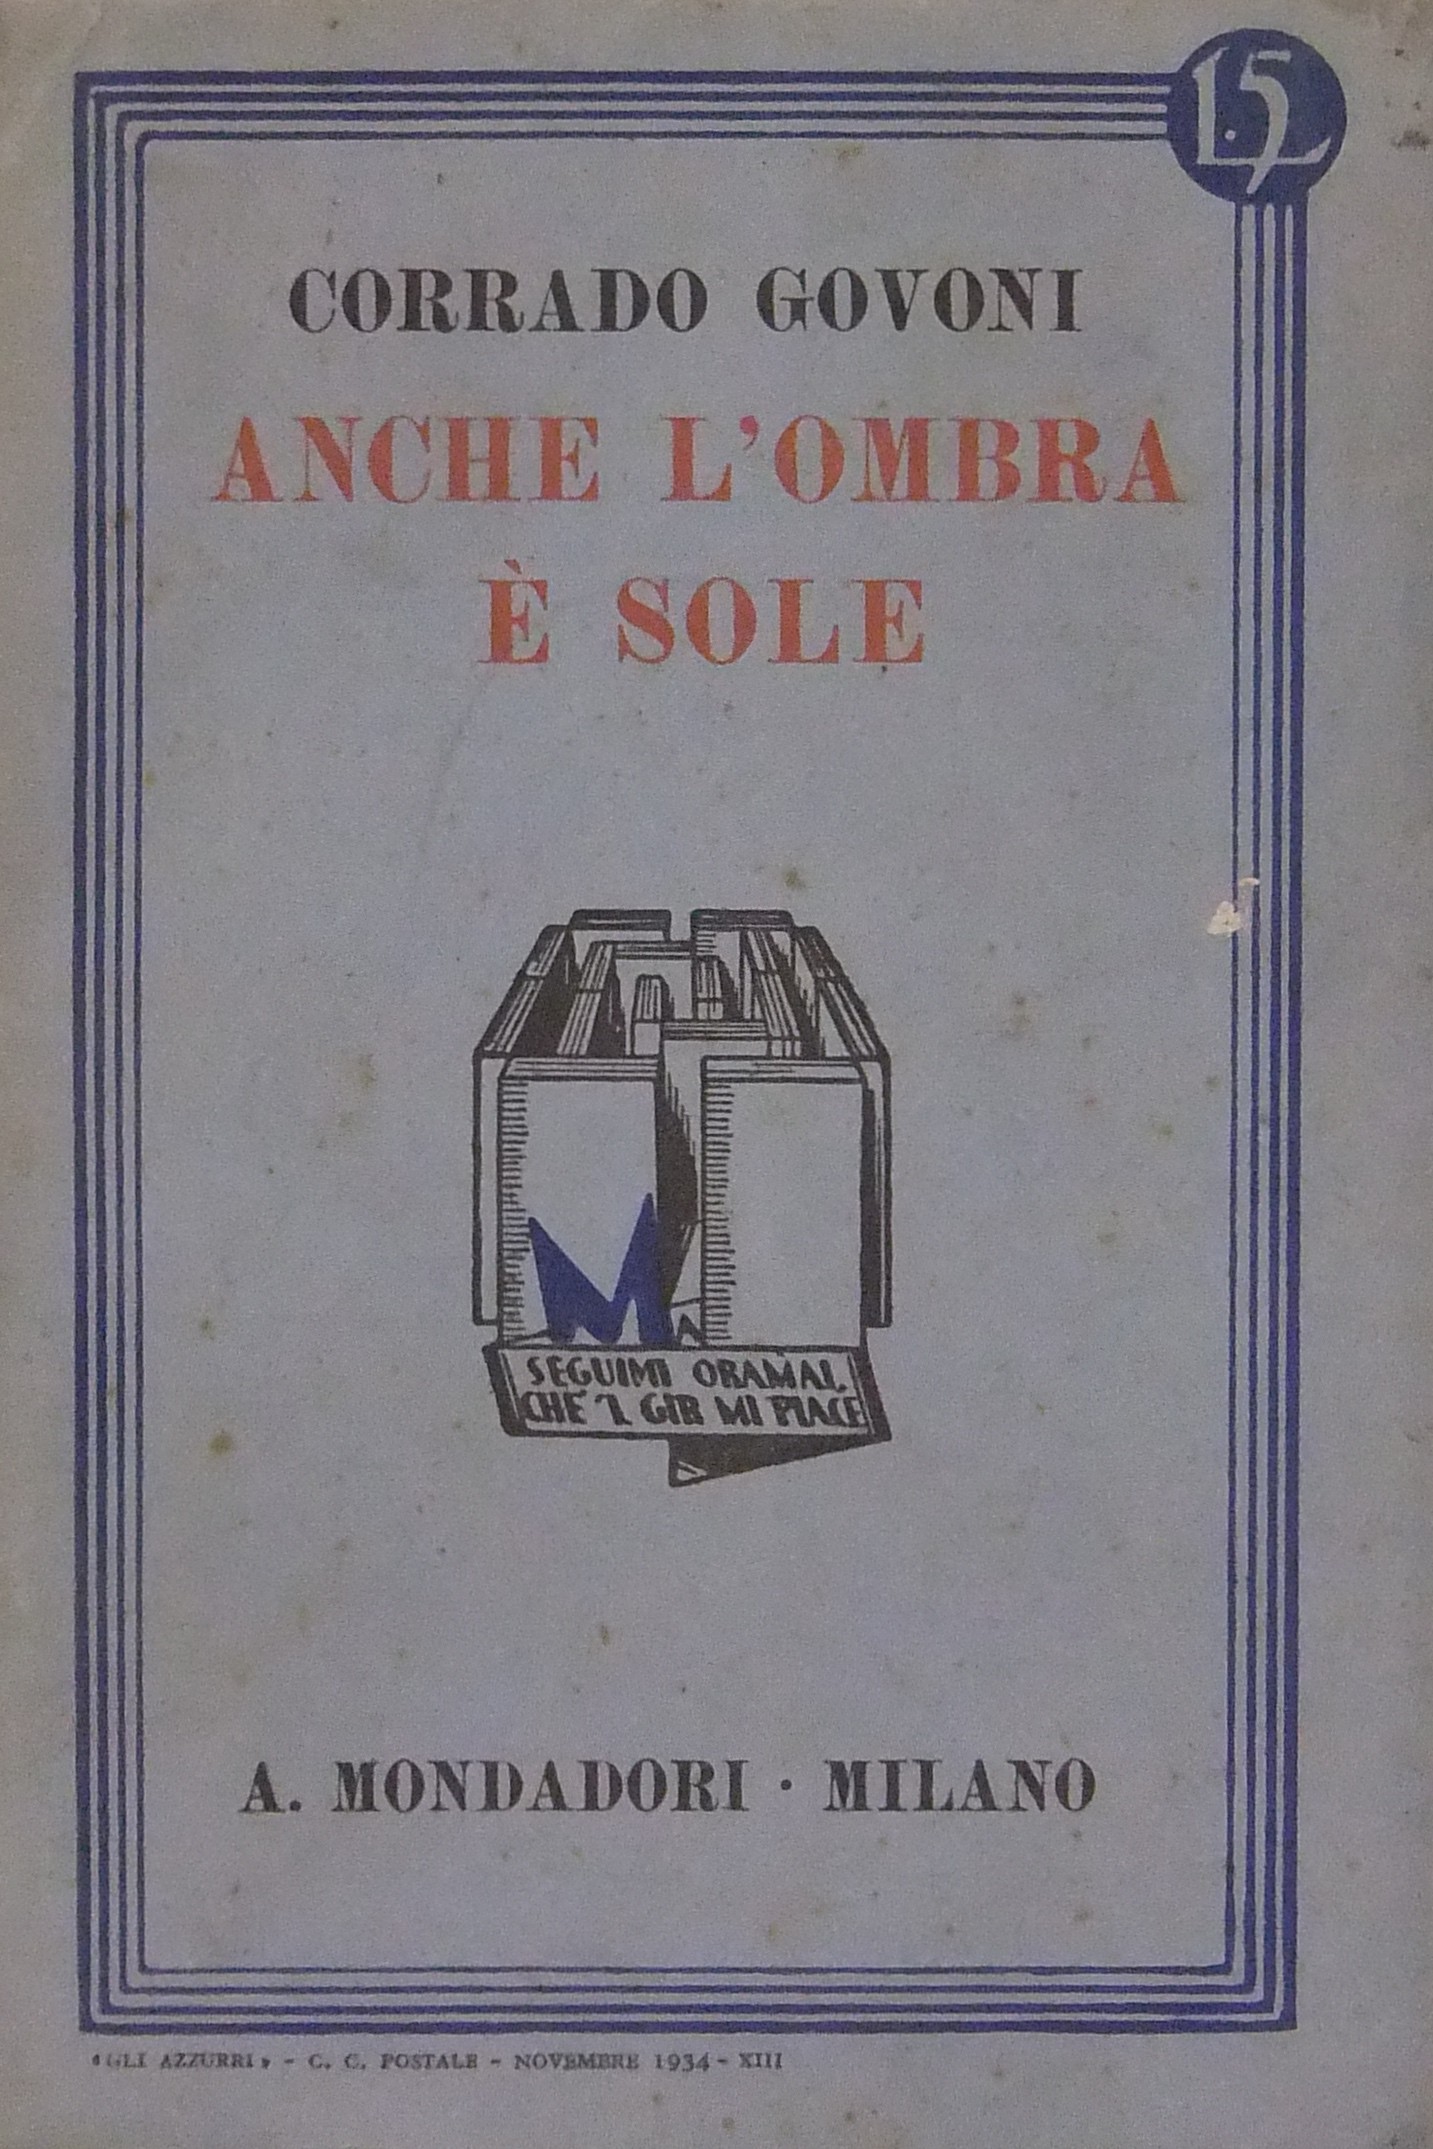 L. 5
CORRADO GOVONI
ANCHE L'OMBRA
È SOLE
M
SEGUIMI ORAMAI,
CHE 'L GIR MI PIACE
A. MONDADORI · MILANO
«GLI AZZURRI» - C. C. POSTALE - NOVEMBRE 1934 - XIII